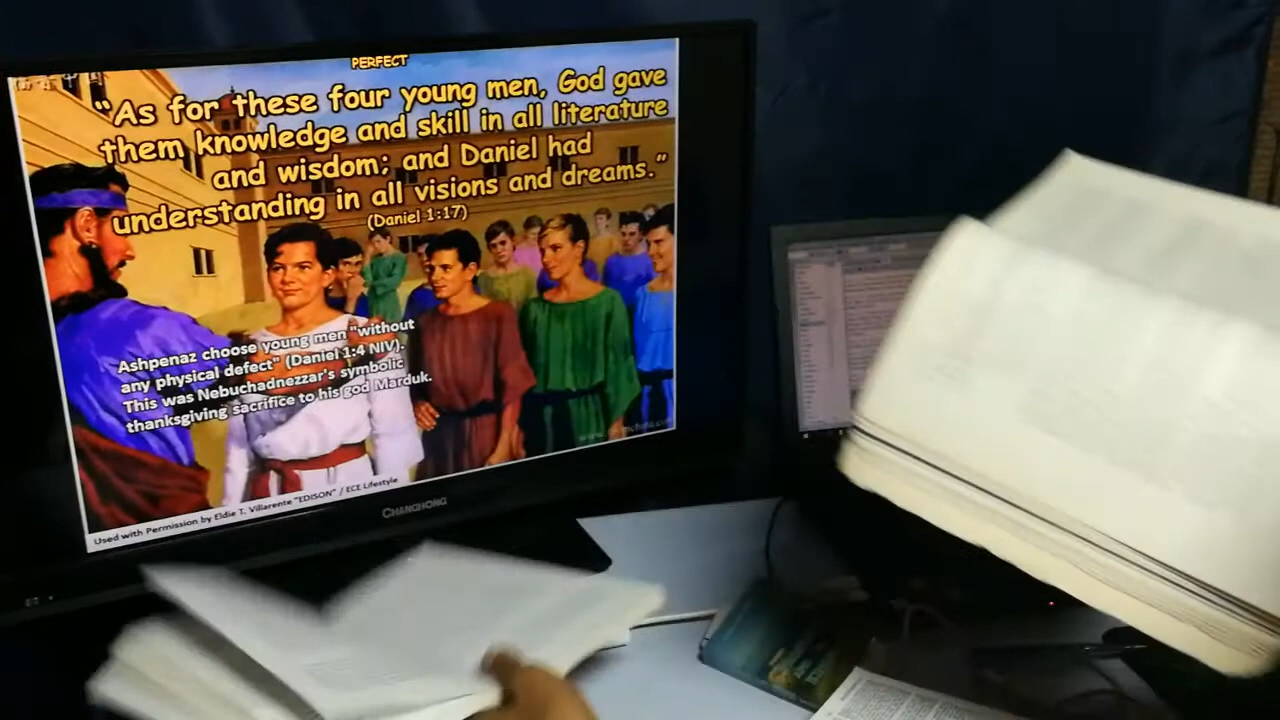 PERFECT
“As for these four young men, God gave
them knowledge and skill in all literature
and wisdom; and Daniel had
understanding in all visions and dreams.”
(Daniel 1:17)
Ashpenaz choose young men "without
any physical defect" (Daniel 1:4 NIV).
This was Nebuchadnezzar's symbolic
thanksgiving sacrifice to his god Marduk.
Used with Permission by Eldie T. Villarente "EDISON" / ECE Lifestyle
CHANGHONG